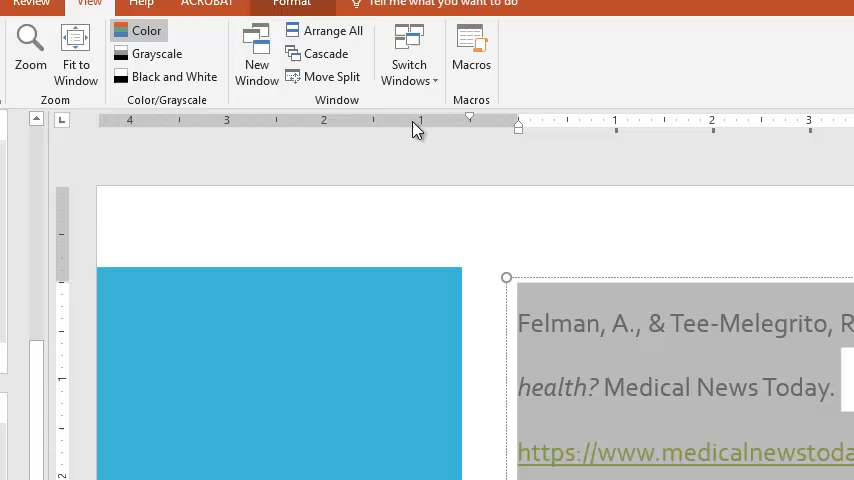 Review View Help ACROBAT Format Tell me what you want to do
Color Arrange All
Grayscale Cascade
Zoom Fit to Window Black and White New Window Move Split Switch Windows Macros
Zoom Color/Grayscale Window Macros
4 3 2 1 1 2 3
Felman, A., & Tee-Melegrito, R
1
health? Medical News Today.
https://www.medicalnewstoda
2